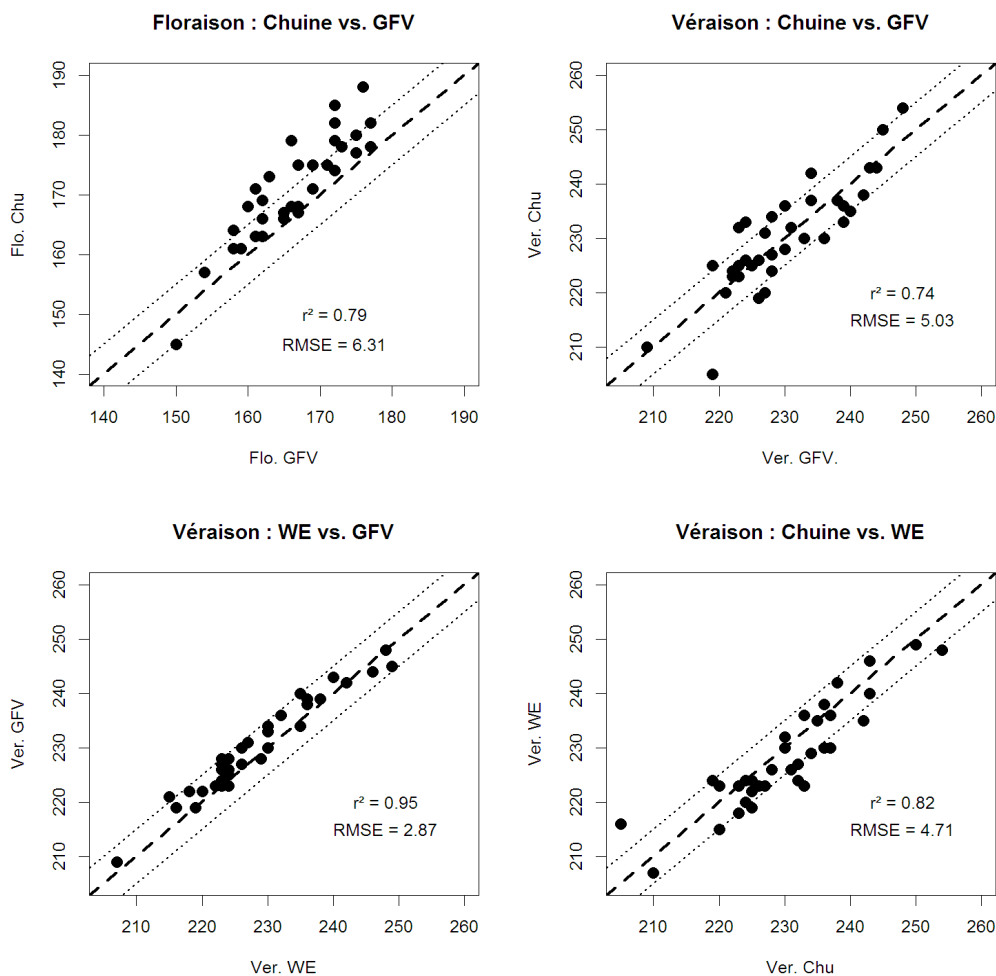 Floraison : Chuine vs. GFV
Flo. Chu
190
180
170
160
150
140
r² = 0.79
RMSE = 6.31
140 150 160 170 180 190
Flo. GFV
Véraison : Chuine vs. GFV
Ver. Chu
260
250
240
230
220
210
r² = 0.74
RMSE = 5.03
210 220 230 240 250 260
Ver. GFV.
Véraison : WE vs. GFV
Ver. GFV
260
250
240
230
220
210
r² = 0.95
RMSE = 2.87
210 220 230 240 250 260
Ver. WE
Véraison : Chuine vs. WE
Ver. WE
260
250
240
230
220
210
r² = 0.82
RMSE = 4.71
210 220 230 240 250 260
Ver. Chu